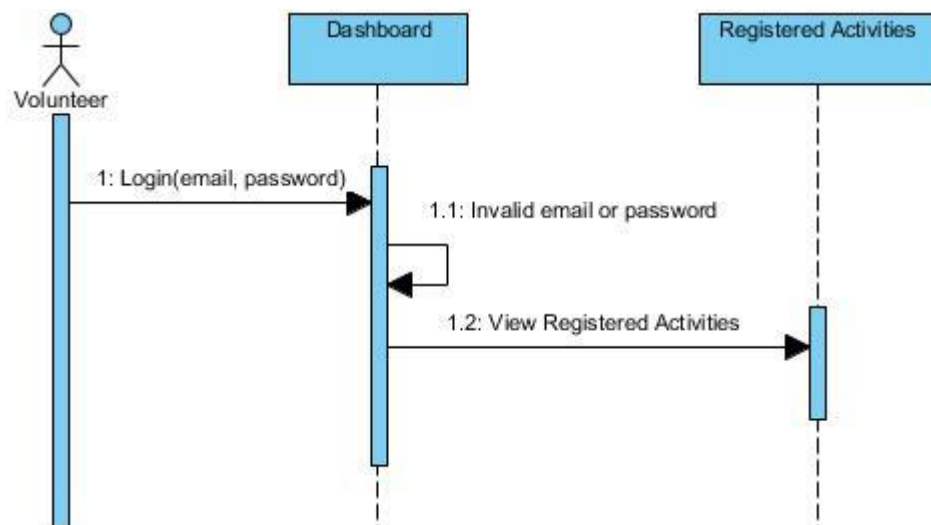 Dashboard
Registered Activities
Volunteer
1: Login(email, password)
1.1: Invalid email or password
1.2: View Registered Activities